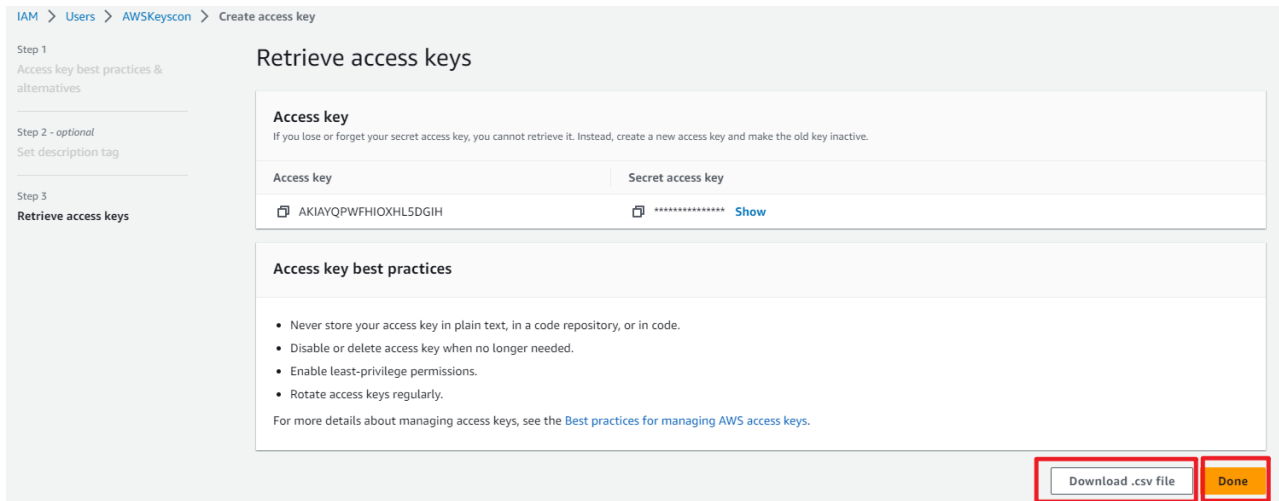 IAM > Users > AWSKeyscon > Create access key
Step 1
Access key best practices &
alternatives
Step 2 - optional
Set description tag
Step 3
Retrieve access keys
Retrieve access keys
Access key
If you lose or forget your secret access key, you cannot retrieve it. Instead, create a new access key and make the old key inactive.
Access key Secret access key
AKIAYQPWFHIOXHL5DGIH *************** Show
Access key best practices
• Never store your access key in plain text, in a code repository, or in code.
• Disable or delete access key when no longer needed.
• Enable least-privilege permissions.
• Rotate access keys regularly.
For more details about managing access keys, see the Best practices for managing AWS access keys.
Download .csv file Done